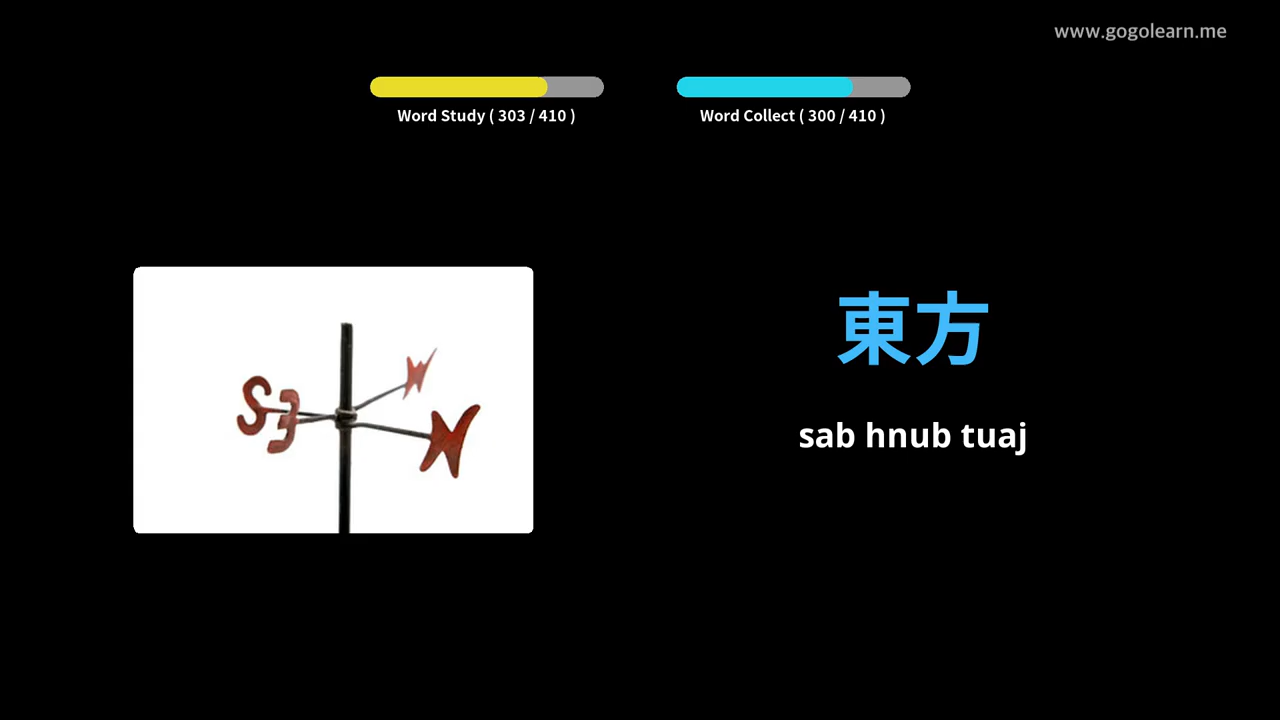 www.gogolearn.me
Word Study ( 303 / 410 )
Word Collect ( 300 / 410 )
S E N N
東方
sab hnub tuaj